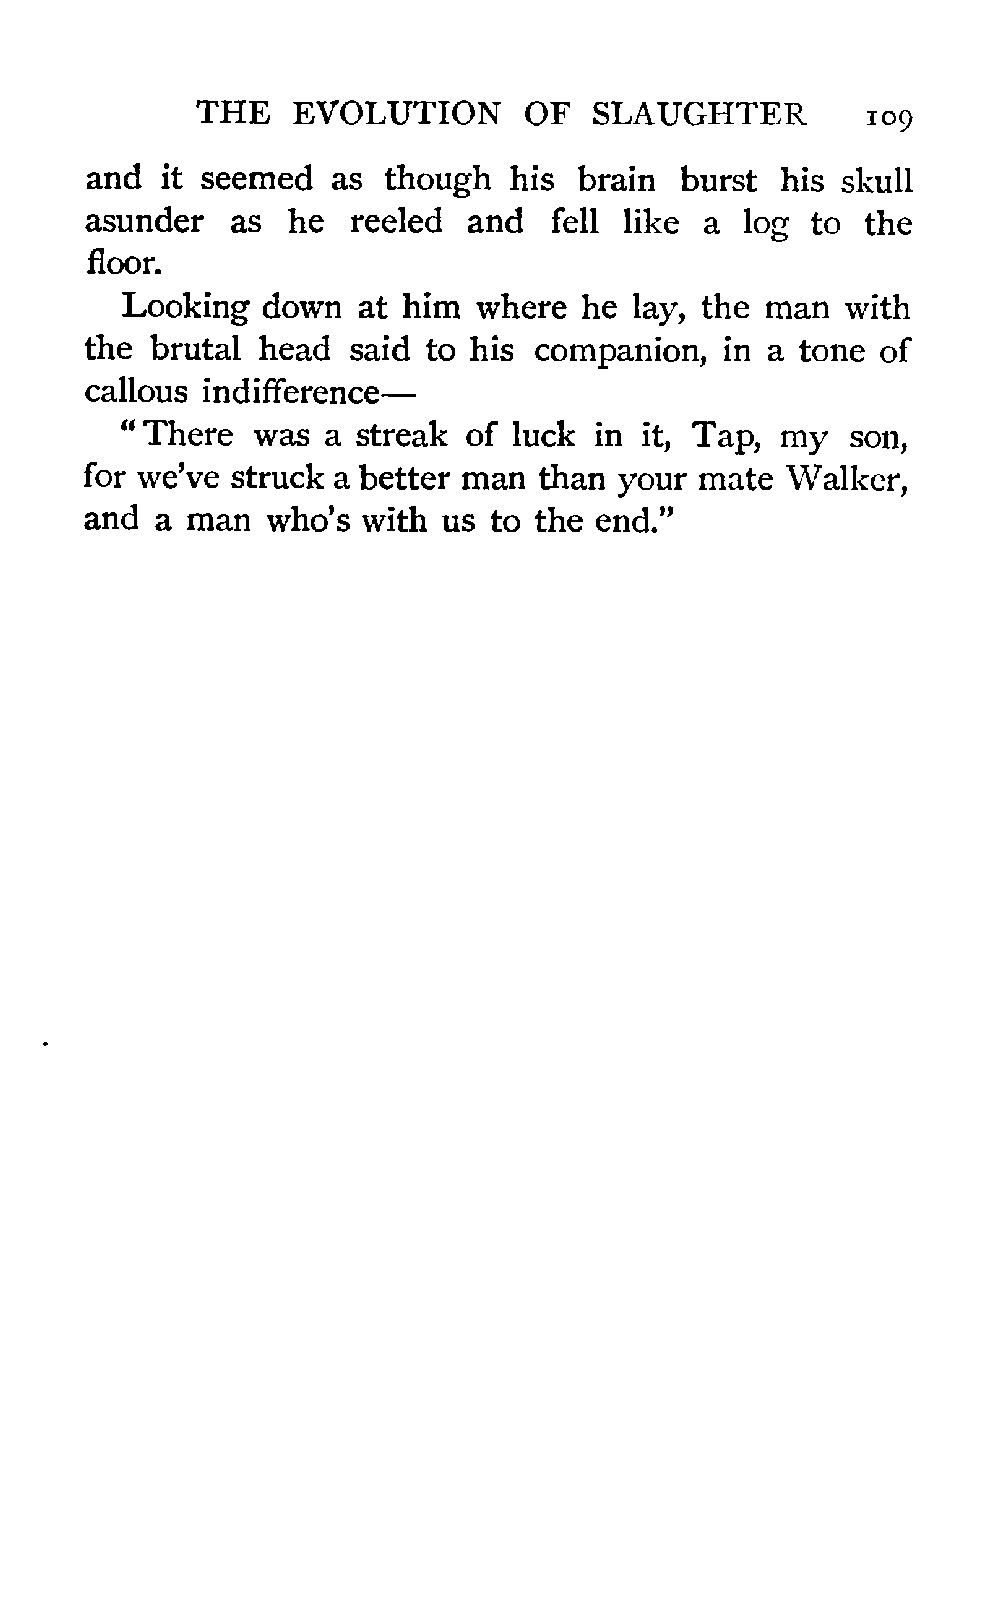 THE EVOLUTION OF SLAUGHTER 109
and it seemed as though his brain burst his skull
asunder as he reeled and fell like a log to the
floor.
Looking down at him where he lay, the man with
the brutal head said to his companion, in a tone of
callous indifference—
“There was a streak of luck in it, Tap, my son,
for we've struck a better man than your mate Walker,
and a man who's with us to the end.”